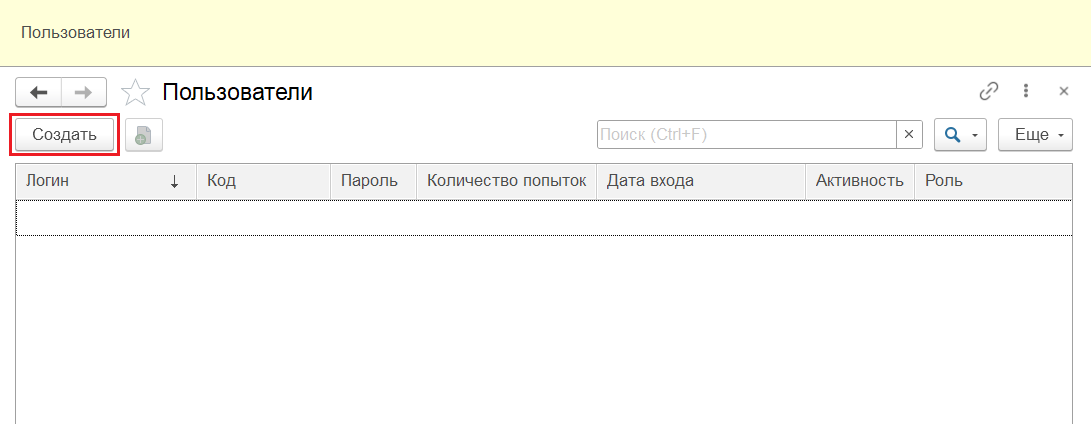 Пользователи
Пользователи
Создать Поиск (Ctrl+F) Еще
Логин Код Пароль Количество попыток Дата входа Активность Роль